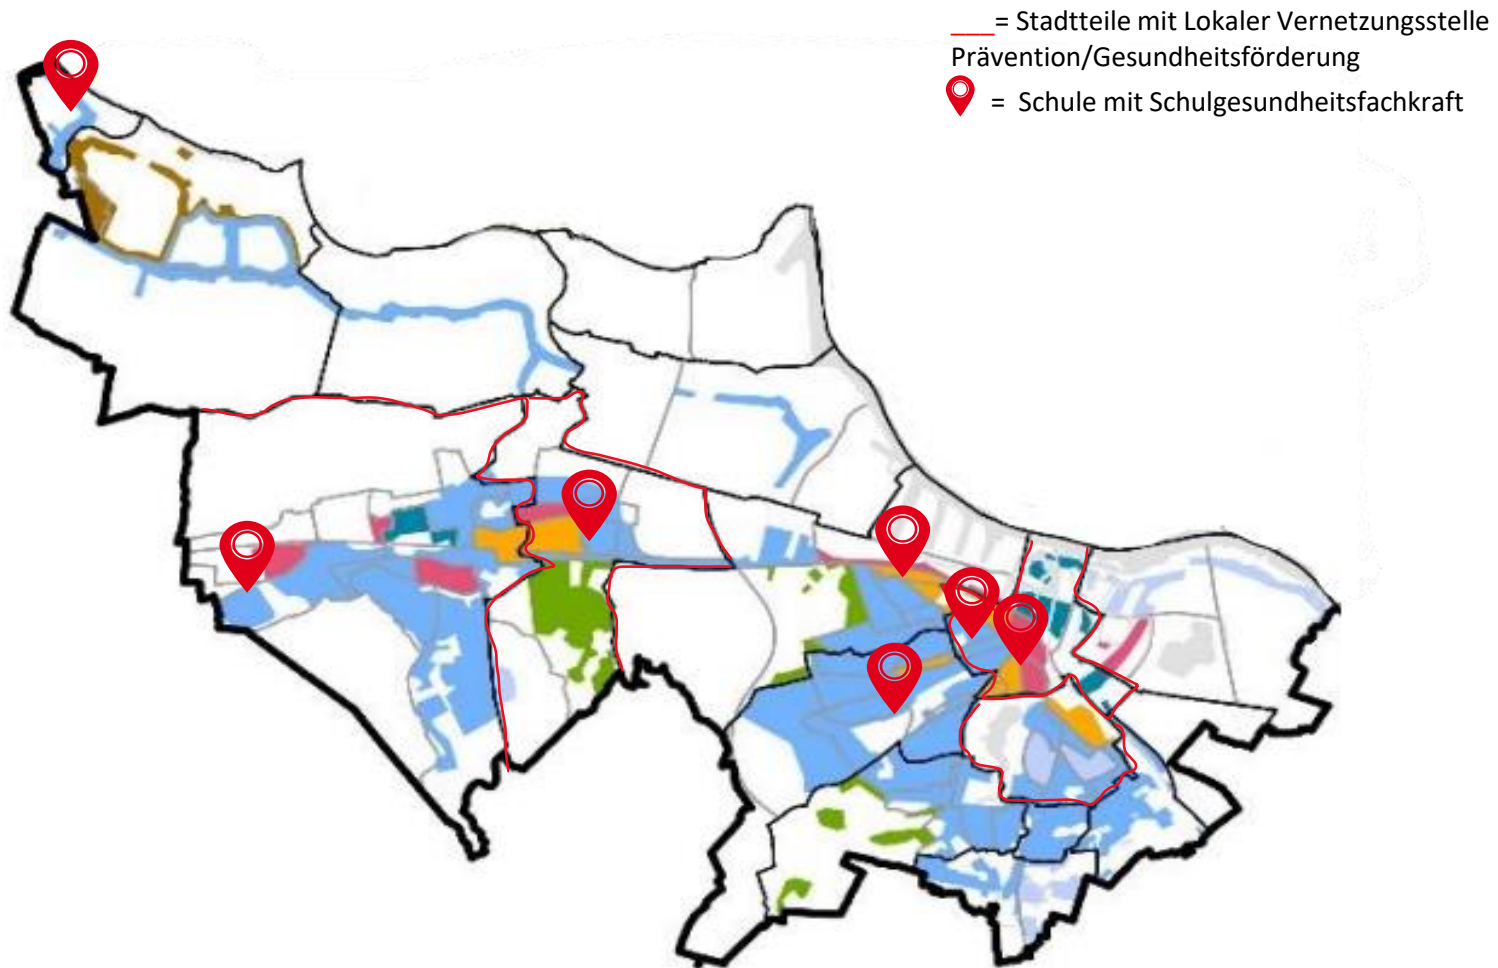 ___= Stadtteile mit Lokaler Vernetzungsstelle
Prävention/Gesundheitsförderung
= Schule mit Schulgesundheitsfachkraft